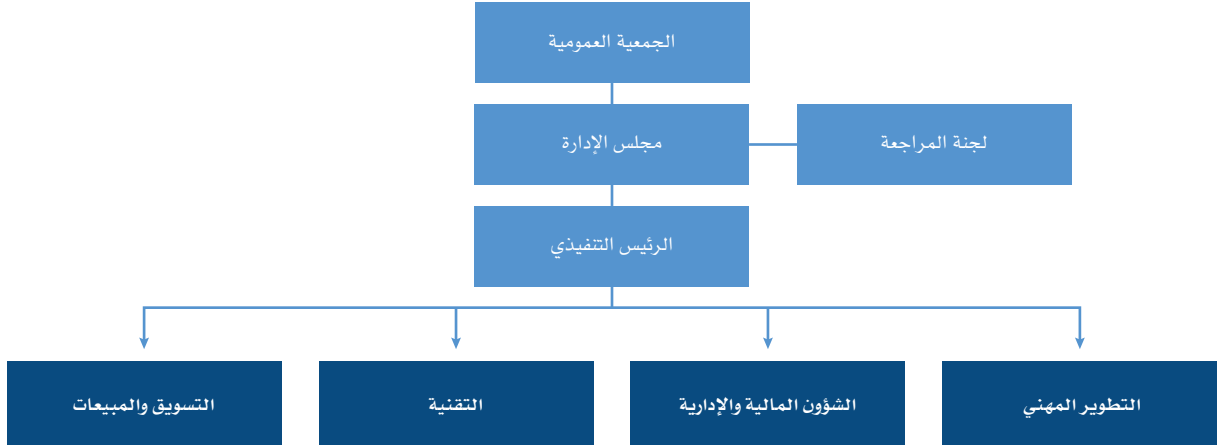 الجمعية العمومية
مجلس الإدارة
لجنة المراجعة
الرئيس التنفيذي
التطوير المهني
الشؤون المالية والإدارية
التقنية
التسويق والمبيعات